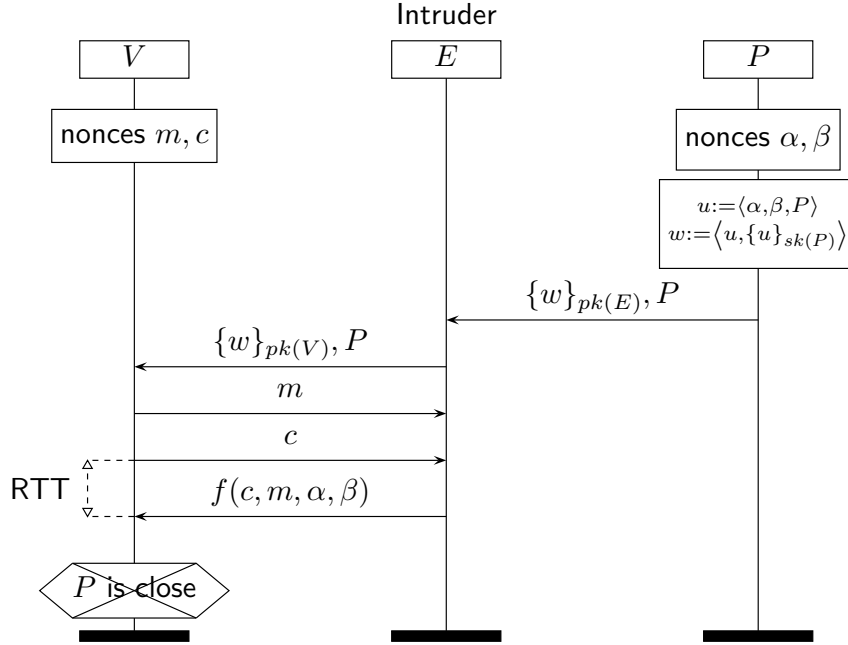 Intruder
V E P
nonces m, c
nonces α, β
u:=⟨α,β,P⟩
w:=⟨u,{u}_{sk(P)}⟩
{w}_{pk(E)}, P
{w}_{pk(V)}, P
m
c
RTT
f(c, m, α, β)
P is close